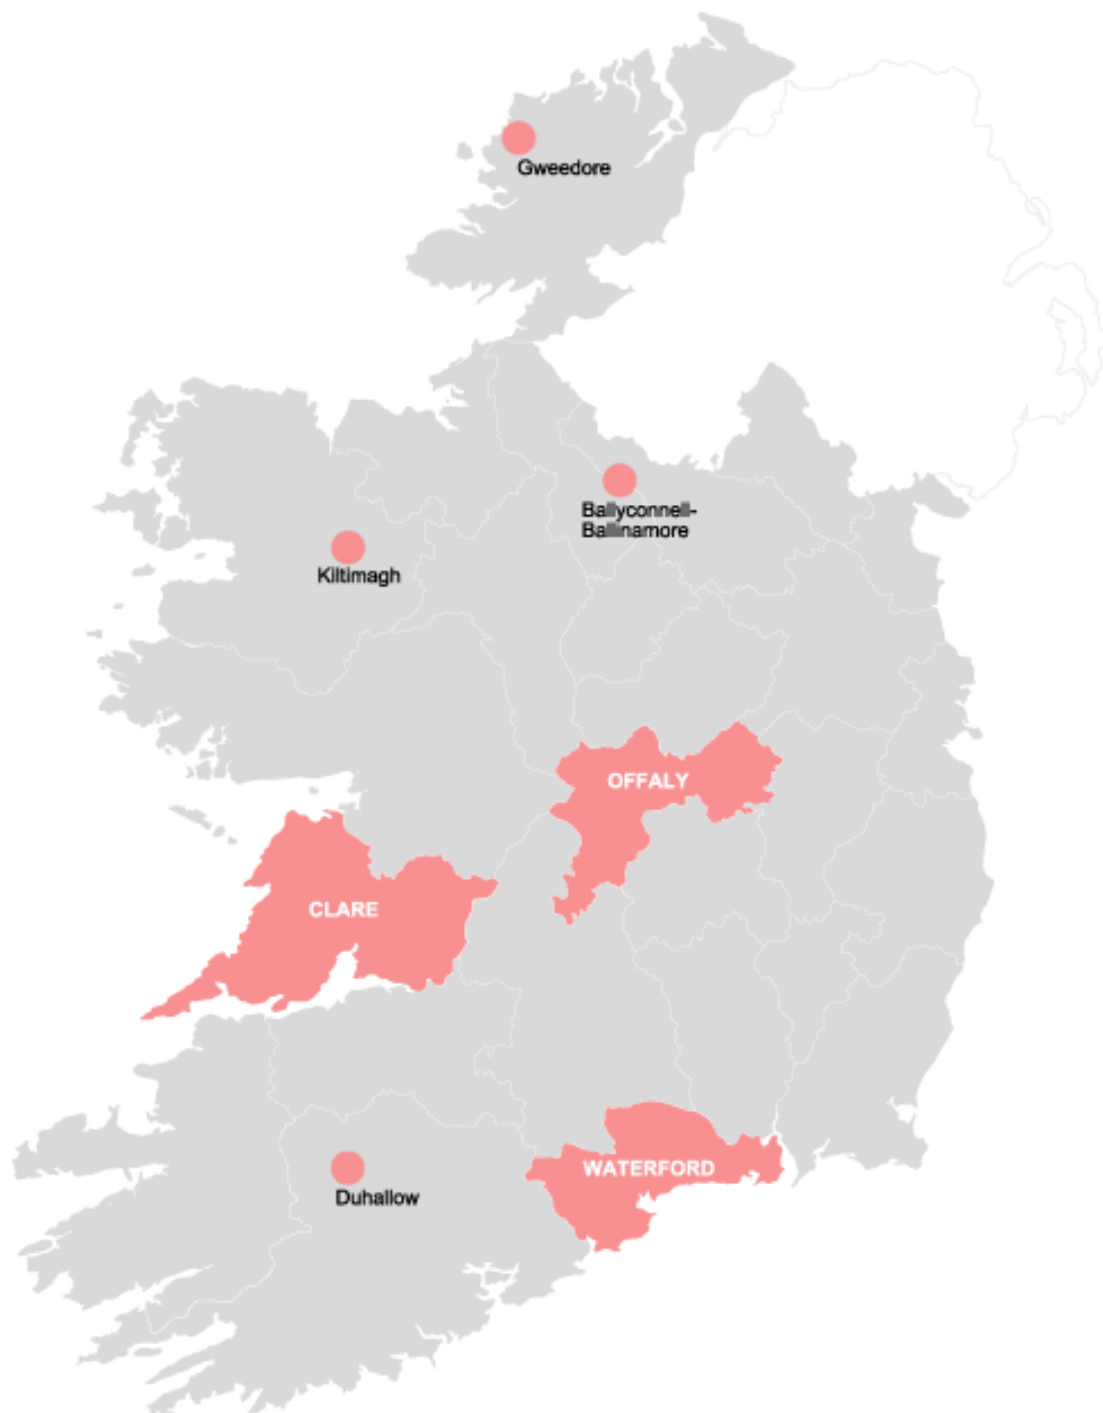 Gweedore
Ballyconnell-
Ballinamore
Kiltimagh
OFFALY
CLARE
WATERFORD
Duhallow